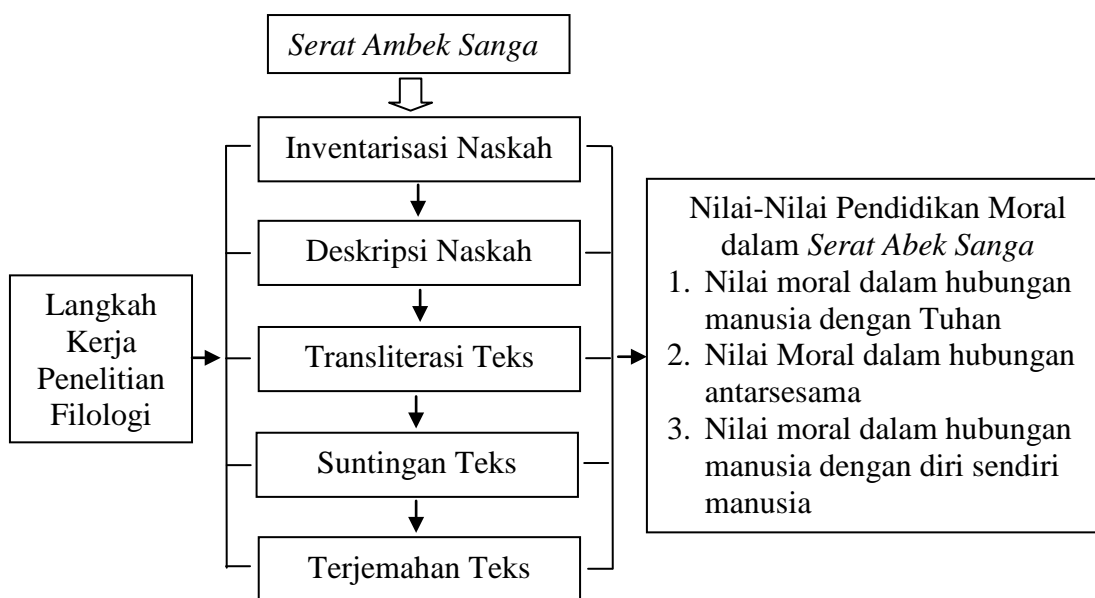 Serat Ambek Sanga
Inventarisasi Naskah
Deskripsi Naskah
Langkah
Kerja
Penelitian
Filologi
Transliterasi Teks
Suntingan Teks
Terjemahan Teks
Nilai-Nilai Pendidikan Moral
dalam Serat Abek Sanga
1. Nilai moral dalam hubungan
manusia dengan Tuhan
2. Nilai Moral dalam hubungan
antarsesama
3. Nilai moral dalam hubungan
manusia dengan diri sendiri
manusia